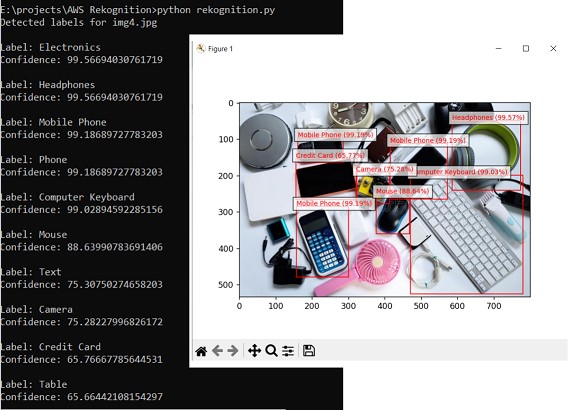 E:\projects\AWS Rekognition>python rekognition.py
Detected labels for img4.jpg
Label: Electronics
Confidence: 99.56694030761719
Label: Headphones
Confidence: 99.56694030761719
Label: Mobile Phone
Confidence: 99.18689727783203
Label: Phone
Confidence: 99.18689727783203
Label: Computer Keyboard
Confidence: 99.02894592285156
Label: Mouse
Confidence: 88.63990783691406
Label: Text
Confidence: 75.30750274658203
Label: Camera
Confidence: 75.28227996826172
Label: Credit Card
Confidence: 65.76667785644531
Label: Table
Confidence: 65.66442108154297
Figure 1
Headphones (99.57%)
Mobile Phone (99.19%)
Mobile Phone (99.19%)
Credit Card (65.77%)
Camera (75.28%)
mputer Keyboard (99.03%)
Mouse (88.64%)
Mobile Phone (99.19%)
0
100
200
300
400
500
0 100 200 300 400 500 600 700